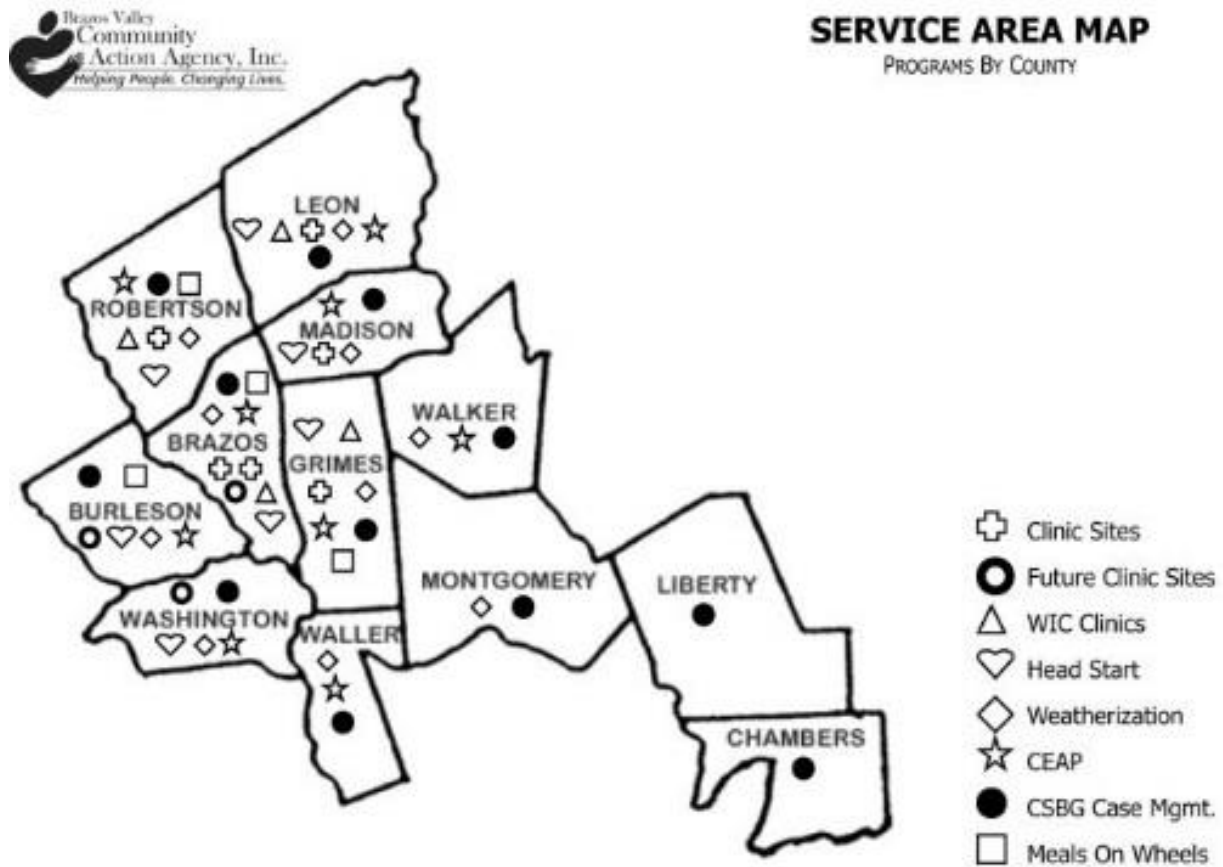 Brazos Valley
Community
Action Agency, Inc.
Helping People. Changing Lives.
SERVICE AREA MAP
PROGRAMS BY COUNTY
LEON
ROBERTSON
MADISON
WALKER
BRAZOS
GRIMES
BURLESON
MONTGOMERY
LIBERTY
WASHINGTON
WALLER
CHAMBERS
Clinic Sites
Future Clinic Sites
WIC Clinics
Head Start
Weatherization
CEAP
CSBG Case Mgmt.
Meals On Wheels